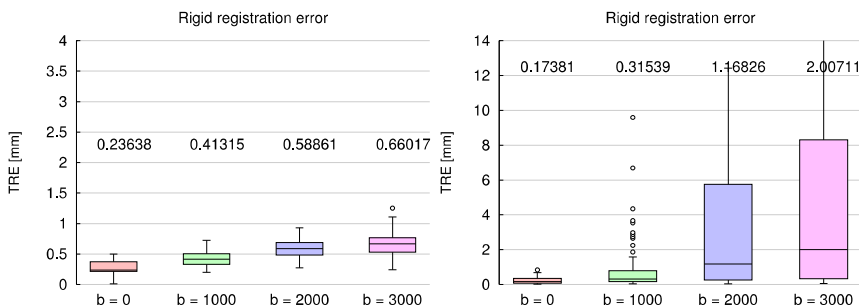 Rigid registration error
4
3.5
3
2.5
2
1.5
1
0.5
0
TRE [mm]
0.23638 0.41315 0.58861 0.66017
b = 0 b = 1000 b = 2000 b = 3000
Rigid registration error
14
12
10
8
6
4
2
0
TRE [mm]
0.17381 0.31539 1.16826 2.00711
b = 0 b = 1000 b = 2000 b = 3000